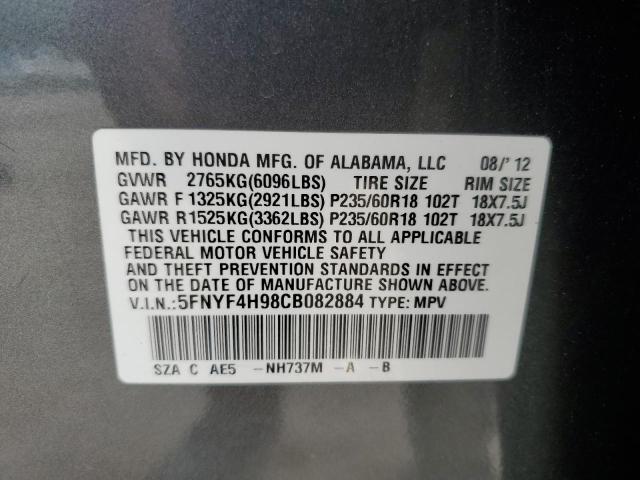 MFD. BY HONDA MFG. OF ALABAMA, LLC 08/'12
GVWR 2765KG(6096LBS) TIRE SIZE RIM SIZE
GAWR F 1325KG(2921LBS) P235/60R18 102T 18X7.5J
GAWR R1525KG(3362LBS) P235/60R18 102T 18X7.5J
THIS VEHICLE CONFORMS TO ALL APPLICABLE
FEDERAL MOTOR VEHICLE SAFETY
AND THEFT PREVENTION STANDARDS IN EFFECT
ON THE DATE OF MANUFACTURE SHOWN ABOVE.
V.I.N.:5FNYF4H98CB082884 TYPE: MPV
SZA C AE5 -NH737M -A -B